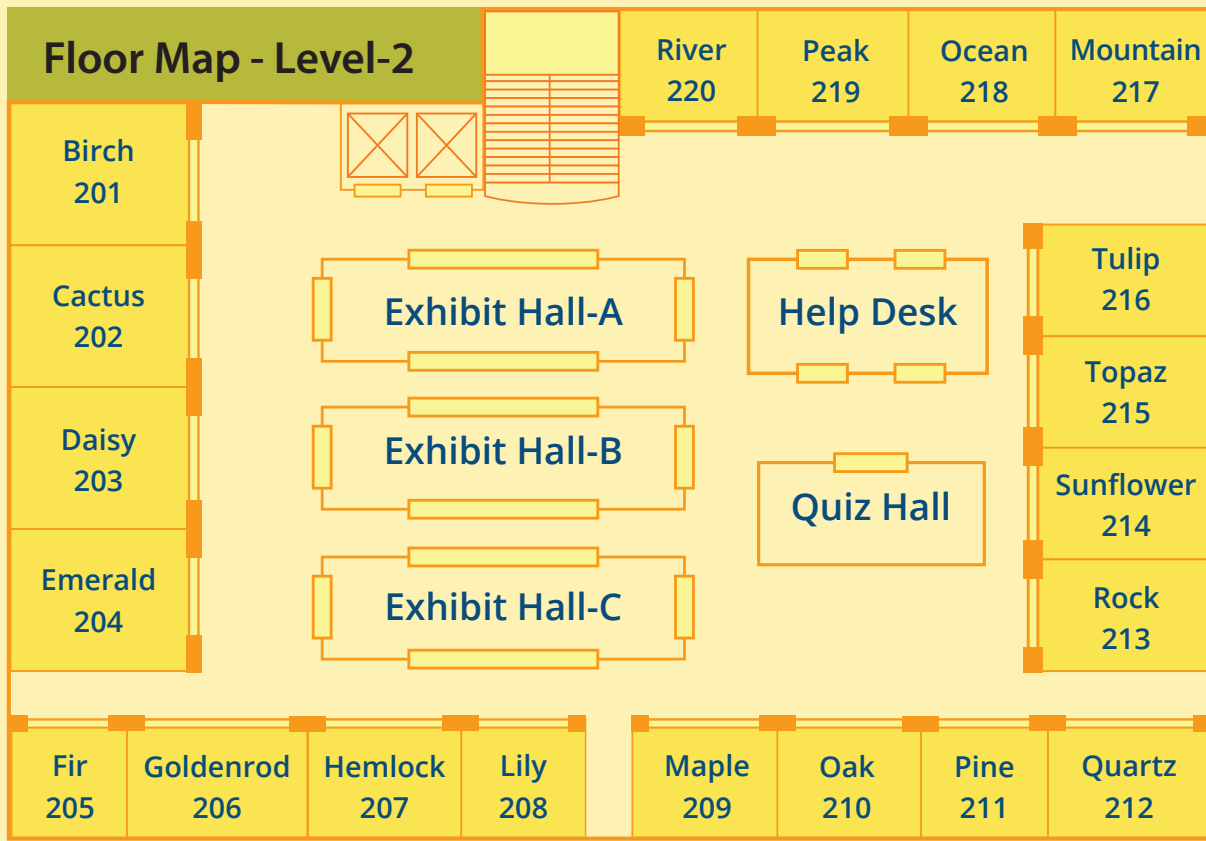 Floor Map - Level-2
River
220
Peak
219
Ocean
218
Mountain
217
Birch
201
Cactus
202
Daisy
203
Emerald
204
Exhibit Hall-A
Exhibit Hall-B
Exhibit Hall-C
Help Desk
Quiz Hall
Tulip
216
Topaz
215
Sunflower
214
Rock
213
Fir
205
Goldenrod
206
Hemlock
207
Lily
208
Maple
209
Oak
210
Pine
211
Quartz
212